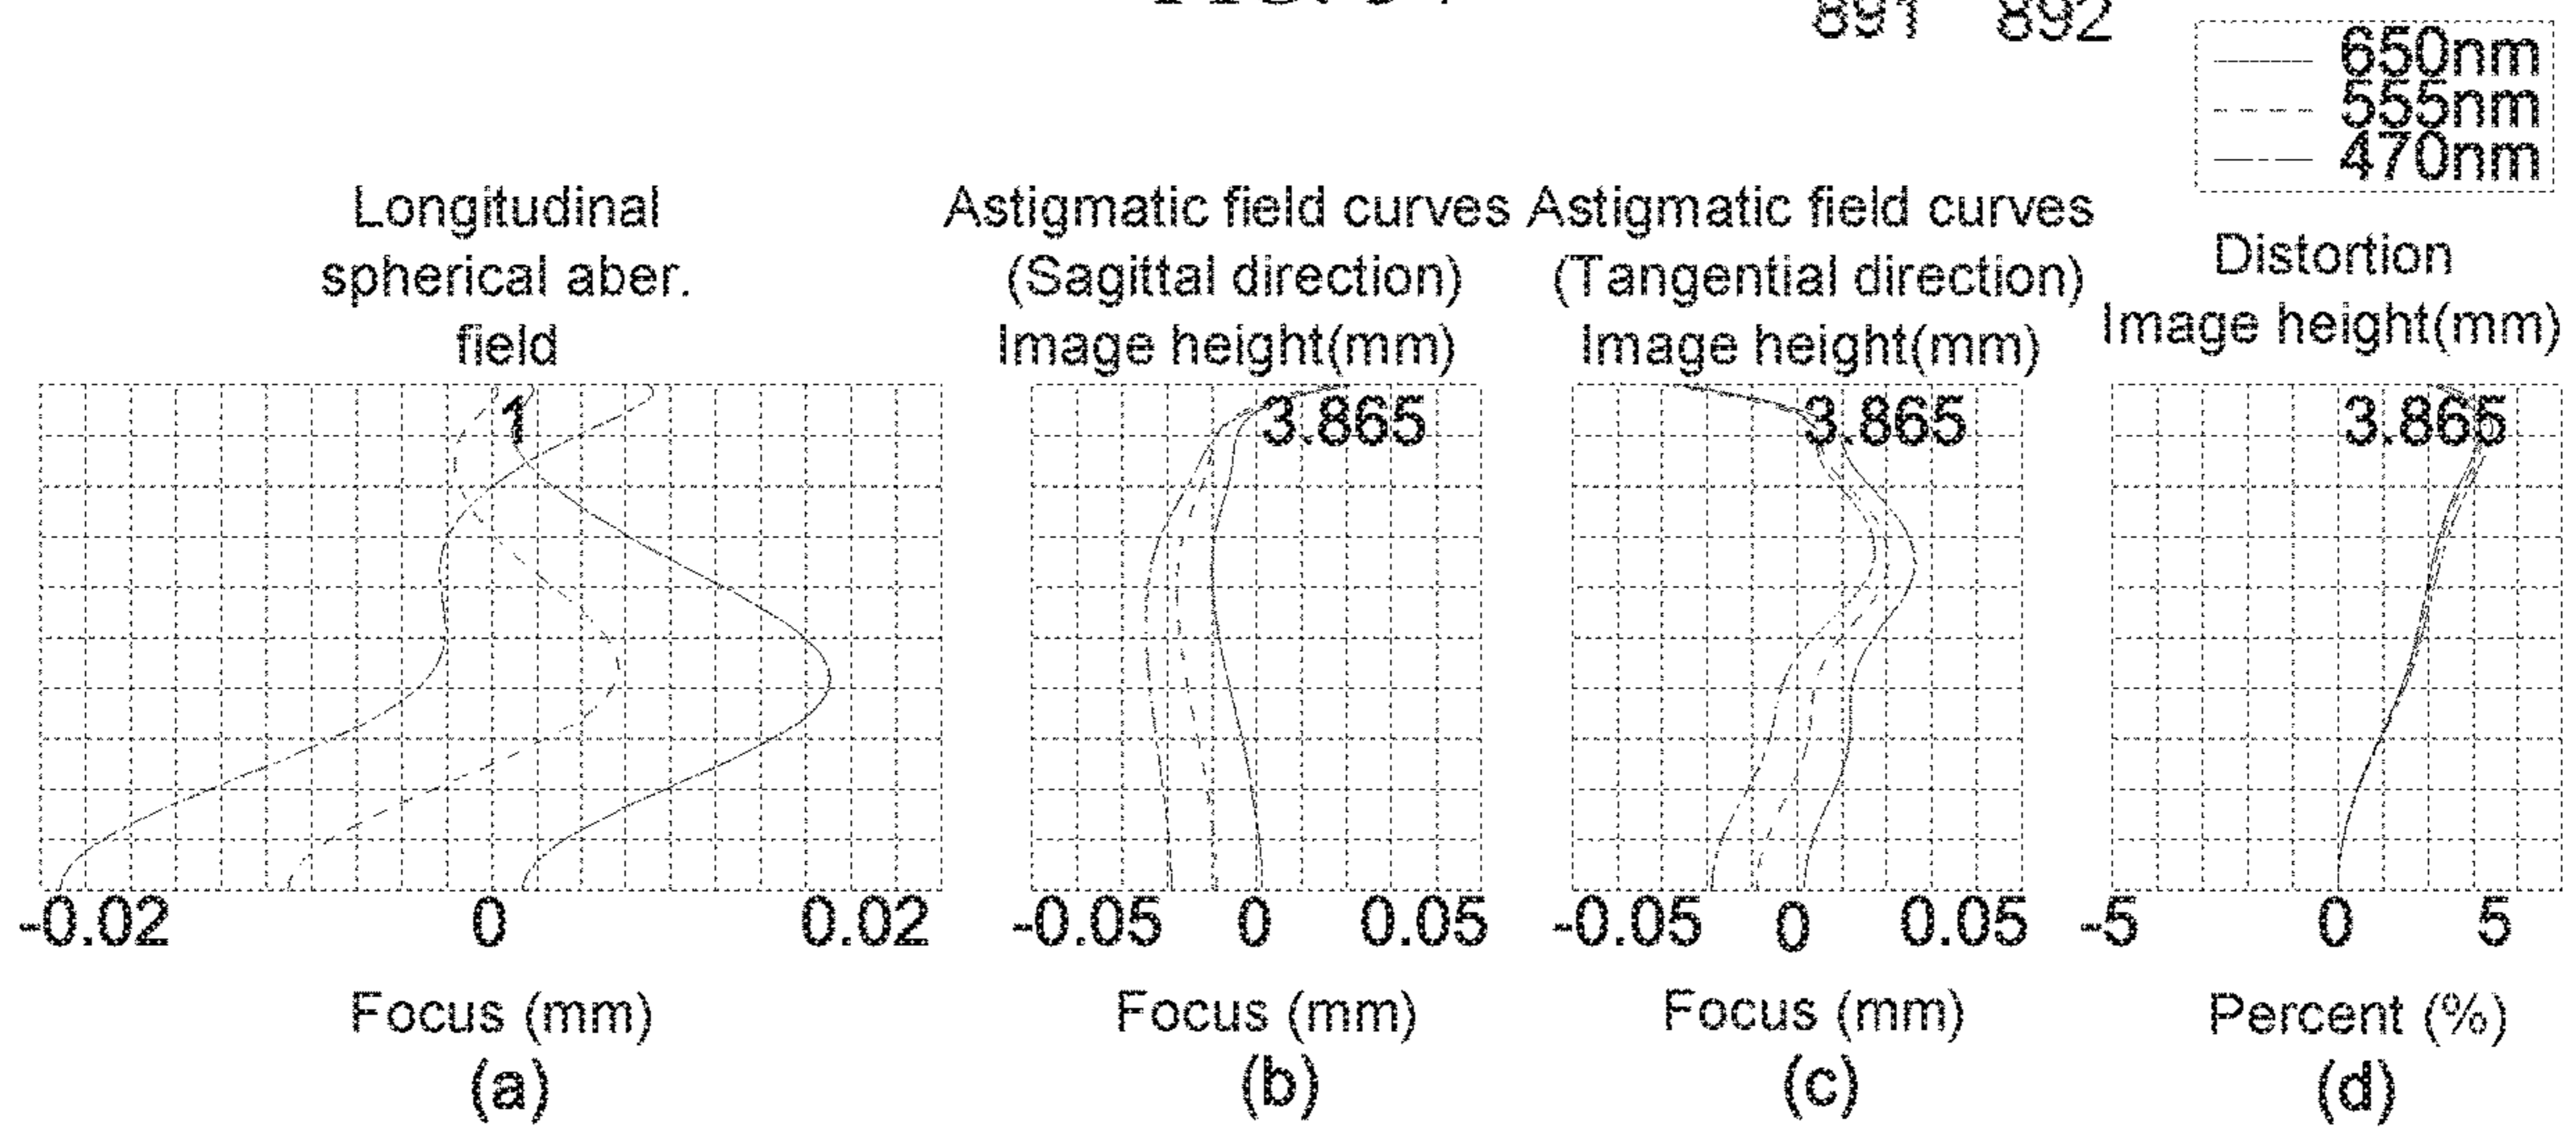 891 892
650nm
555nm
470nm
Longitudinal
spherical aber.
field
Astigmatic field curves
(Sagittal direction)
Image height(mm)
Astigmatic field curves
(Tangential direction)
Image height(mm)
Distortion
Image height(mm)
1
3.865
3.865
3.865
-0.02 0 0.02
-0.05 0 0.05
-0.05 0 0.05
-5 0 5
Focus (mm)
Focus (mm)
Focus (mm)
Percent (%)
(a)
(b)
(c)
(d)